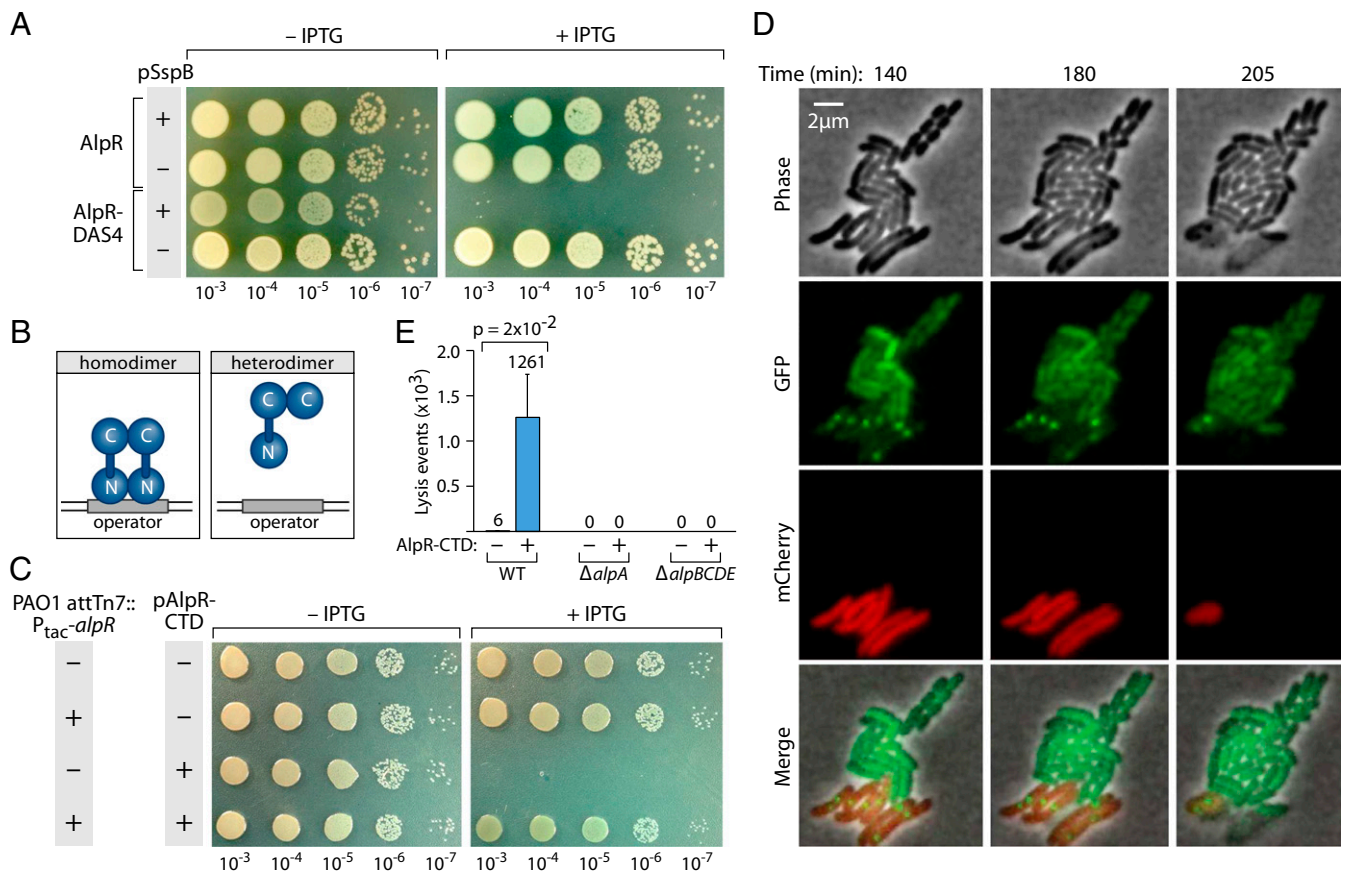 A
– IPTG
+ IPTG
pSspB
AlpR
+
–
AlpR-
DAS4
+
–
10-3 10-4 10-5 10-6 10-7
10-3 10-4 10-5 10-6 10-7
B
homodimer
heterodimer
C C
N N
operator
C C
N
operator
E
p = 2x10-2
Lysis events (x103)
2.0
1.5
1.0
0.5
6
1261
0 0
0 0
AlpR-CTD: – + – + – +
WT ΔalpA ΔalpBCDE
C
PAO1 attTn7::
Ptac-alpR
pAlpR-
CTD
– IPTG
+ IPTG
– –
+ –
– +
+ +
10-3 10-4 10-5 10-6 10-7
10-3 10-4 10-5 10-6 10-7
D
Time (min): 140 180 205
2μm
Phase
GFP
mCherry
Merge